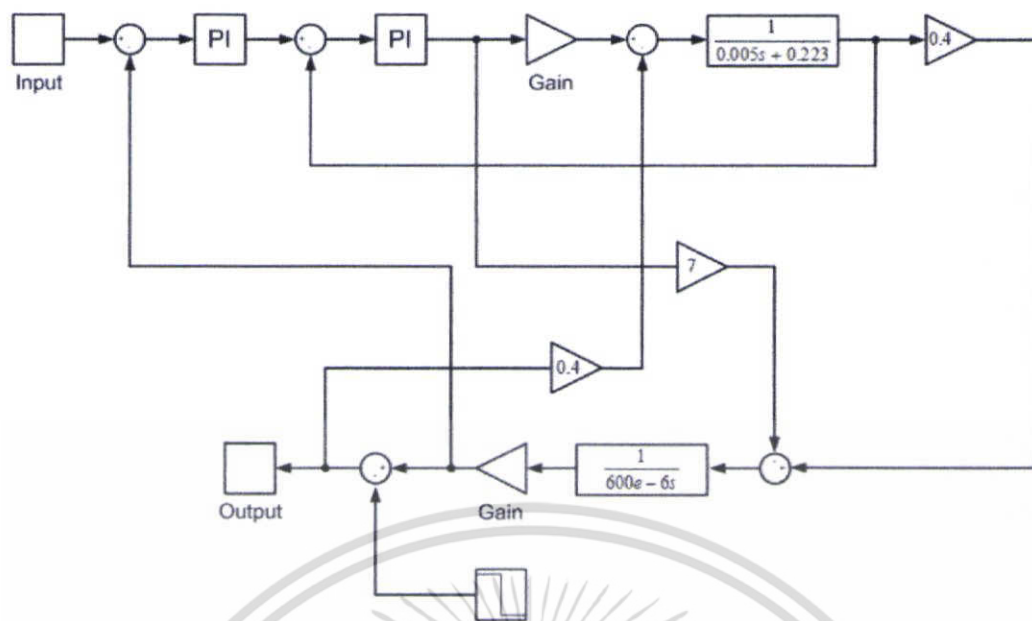 Input
PI
PI
Gain
1
0.005s + 0.223
0.4
7
0.4
Output
Gain
1
600e − 6s